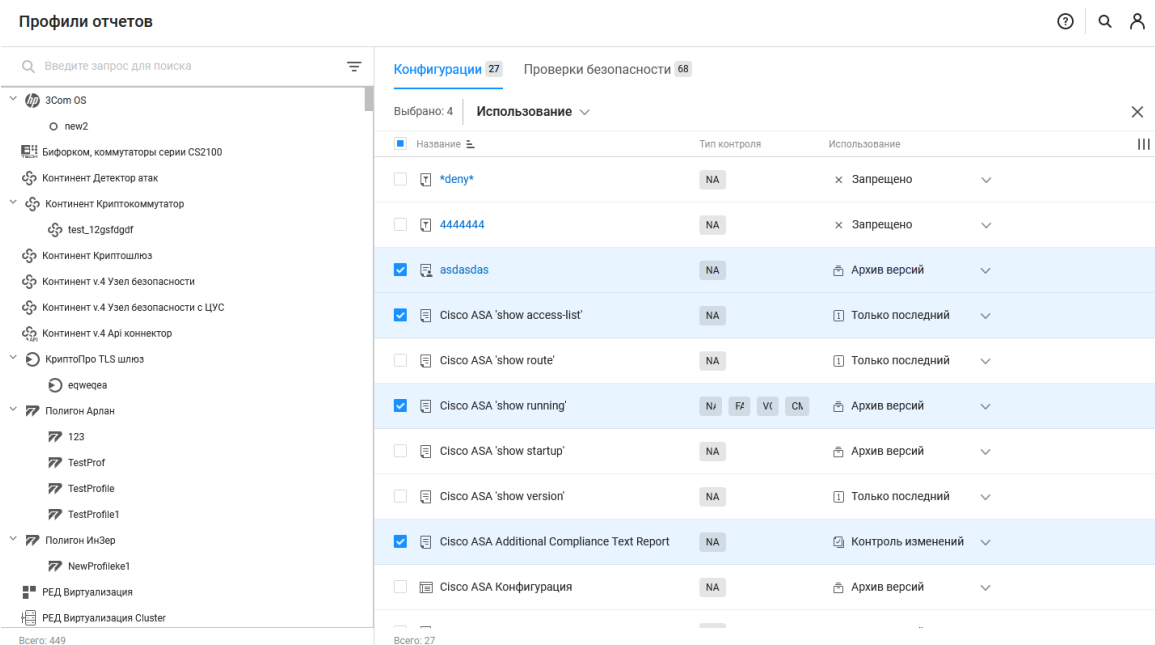 Профили отчетов
Введите запрос для поиска
3Com OS
new2
Бифорком, коммутаторы серии CS2100
Континент Детектор атак
Континент Криптокоммутатор
test_12gsfdgdf
Континент Криптошлюз
Континент v.4 Узел безопасности
Континент v.4 Узел безопасности с ЦУС
Континент v.4 Api коннектор
КриптоПро TLS шлюз
eqweqea
Полигон Арлан
123
TestProf
TestProfile
TestProfile1
Полигон ИнЗер
NewProfileke1
РЕД Виртуализация
РЕД Виртуализация Cluster
Всего: 449
Конфигурации 27 Проверки безопасности 68
Выбрано: 4 Использование
Название Тип контроля Использование
*deny* NA Запрещено
4444444 NA Запрещено
asdasdas NA Архив версий
Cisco ASA 'show access-list' NA Только последний
Cisco ASA 'show route' NA Только последний
Cisco ASA 'show running' Архив версий
Cisco ASA 'show startup' NA Архив версий
Cisco ASA 'show version' NA Только последний
Cisco ASA Additional Compliance Text Report NA Контроль изменений
Cisco ASA Конфигурация NA Архив версий
Всего: 27